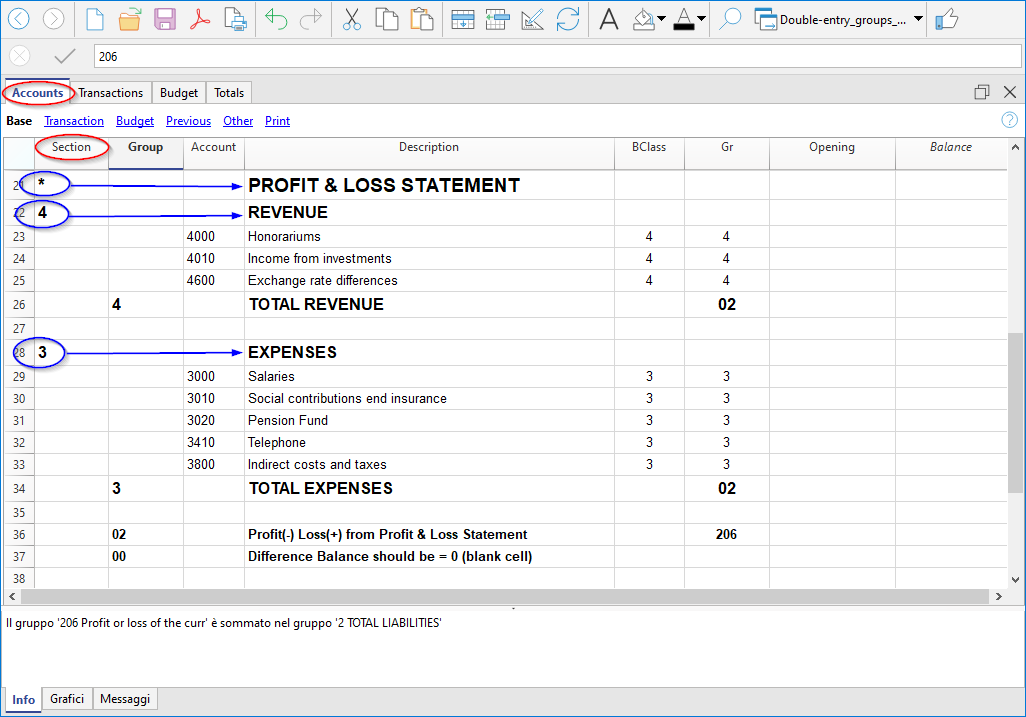 Double-entry_groups_...
206
Accounts Transactions Budget Totals
Base Transaction Budget Previous Other Print
Section Group Account Description BClass Gr Opening Balance
21 * PROFIT & LOSS STATEMENT
22 4 REVENUE
23 4000 Honorariums 4 4
24 4010 Income from investments 4 4
25 4600 Exchange rate differences 4 4
26 4 TOTAL REVENUE 02
27
28 3 EXPENSES
29 3000 Salaries 3 3
30 3010 Social contributions end insurance 3 3
31 3020 Pension Fund 3 3
32 3410 Telephone 3 3
33 3800 Indirect costs and taxes 3 3
34 3 TOTAL EXPENSES 02
35
36 02 Profit(-) Loss(+) from Profit & Loss Statement 206
37 00 Difference Balance should be = 0 (blank cell)
38
Il gruppo '206 Profit or loss of the curr' è sommato nel gruppo '2 TOTAL LIABILITIES'
Info Grafici Messaggi